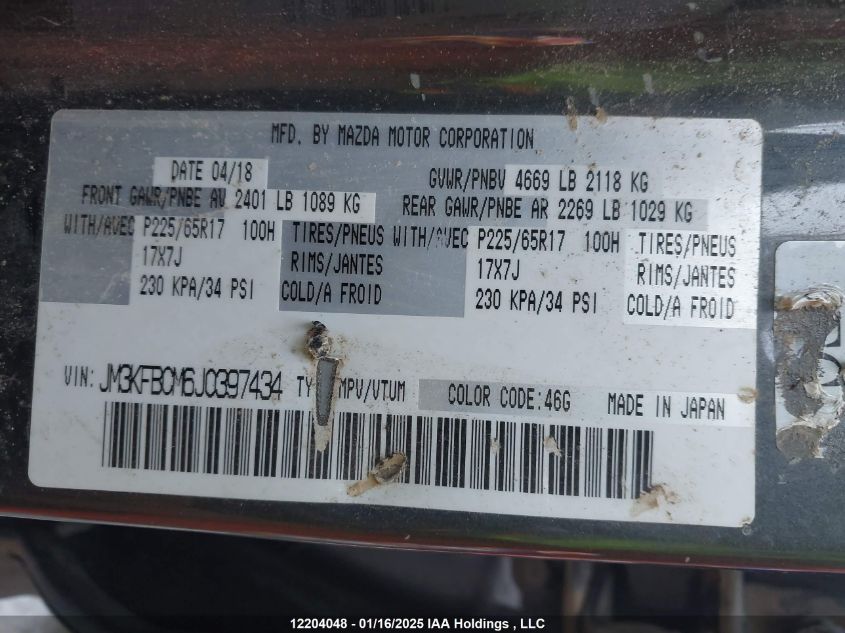 MFD. BY MAZDA MOTOR CORPORATION
DATE 04/18 GVWR/PNBV 4669 LB 2118 KG
FRONT GAWR/PNBE AV 2401 LB 1089 KG REAR GAWR/PNBE AR 2269 LB 1029 KG
WITH/AVEC P225/65R17 100H TIRES/PNEUS WITH/AVEC P225/65R17 100H TIRES/PNEUS
17X7J RIMS/JANTES 17X7J RIMS/JANTES
230 KPA/34 PSI COLD/A FROID 230 KPA/34 PSI COLD/A FROID
VIN: JM3KFBCM6J0397434 MPV/VTUM COLOR CODE:46G MADE IN JAPAN
12204048 - 01/16/2025 IAA Holdings , LLC